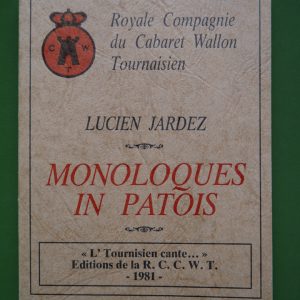 Royale Compagnie
du Cabaret Wallon
Tournaisien
C W
T
LUCIEN JARDEZ
MONOLOQUES
IN PATOIS
« L' Tournisien cante... »
Editions de la R. C. C. W. T.
- 1981 -